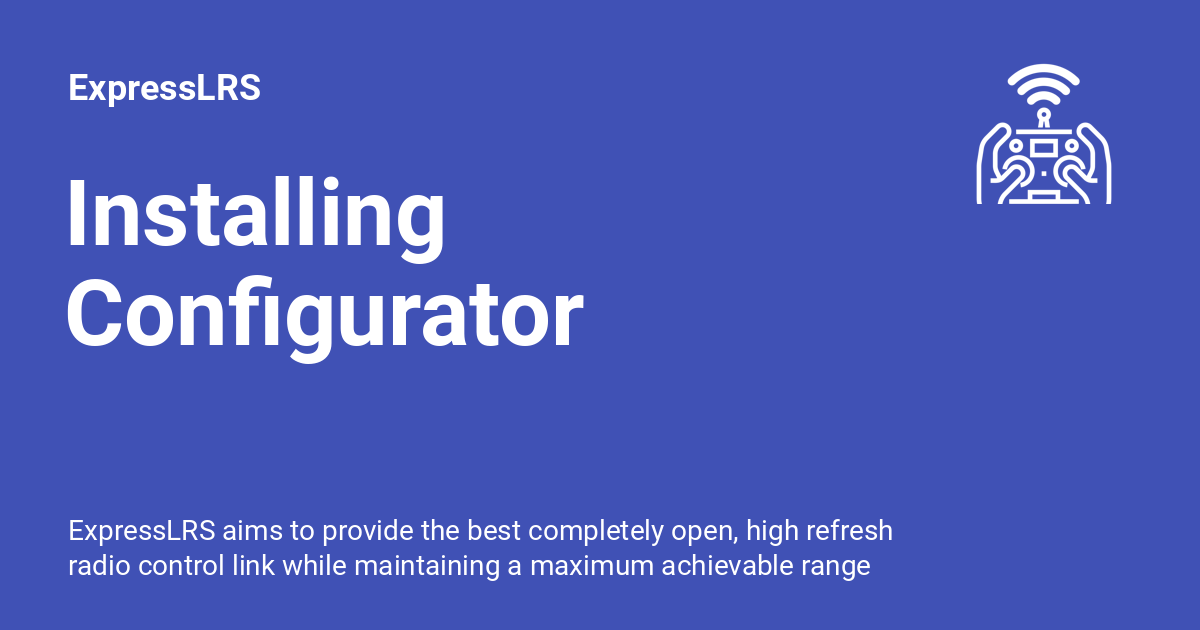 ExpressLRS
Installing
Configurator
ExpressLRS aims to provide the best completely open, high refresh
radio control link while maintaining a maximum achievable range